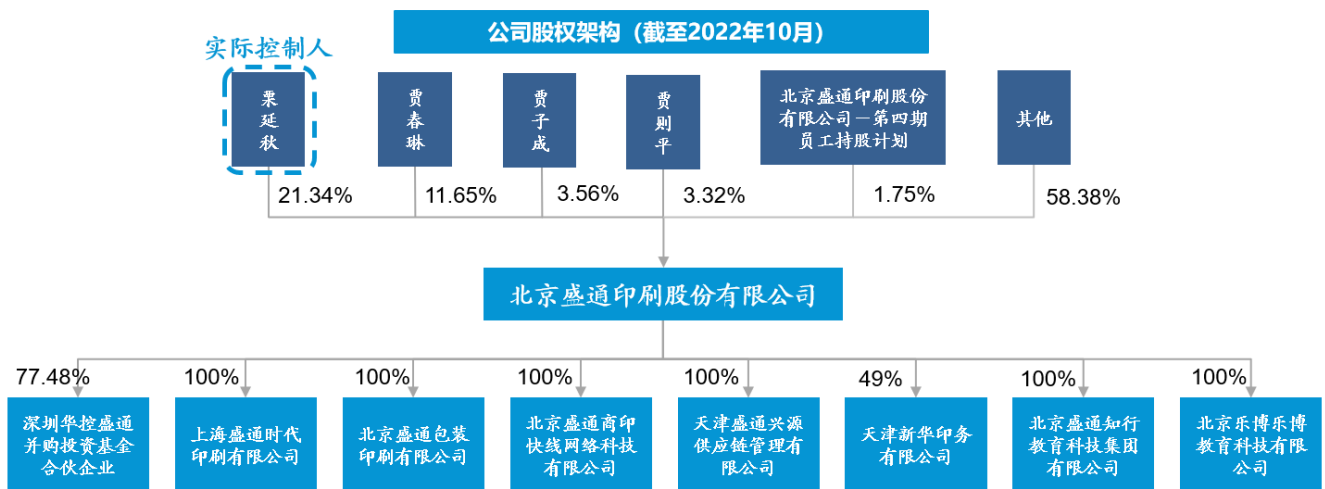 公司股权架构（截至2022年10月）
实际控制人
栗延秋
贾春琳
贾子成
贾则平
北京盛通印刷股份
有限公司－第四期
员工持股计划
其他
21.34%
11.65%
3.56%
3.32%
1.75%
58.38%
北京盛通印刷股份有限公司
77.48%
100%
100%
100%
100%
49%
100%
100%
深圳华控盛通
并购投资基金
合伙企业
上海盛通时代
印刷有限公司
北京盛通包装
印刷有限公司
北京盛通商印
快线网络科技
有限公司
天津盛通兴源
供应链管理有
限公司
天津新华印务
有限公司
北京盛通知行
教育科技集团
有限公司
北京乐博乐博
教育科技有限
公司